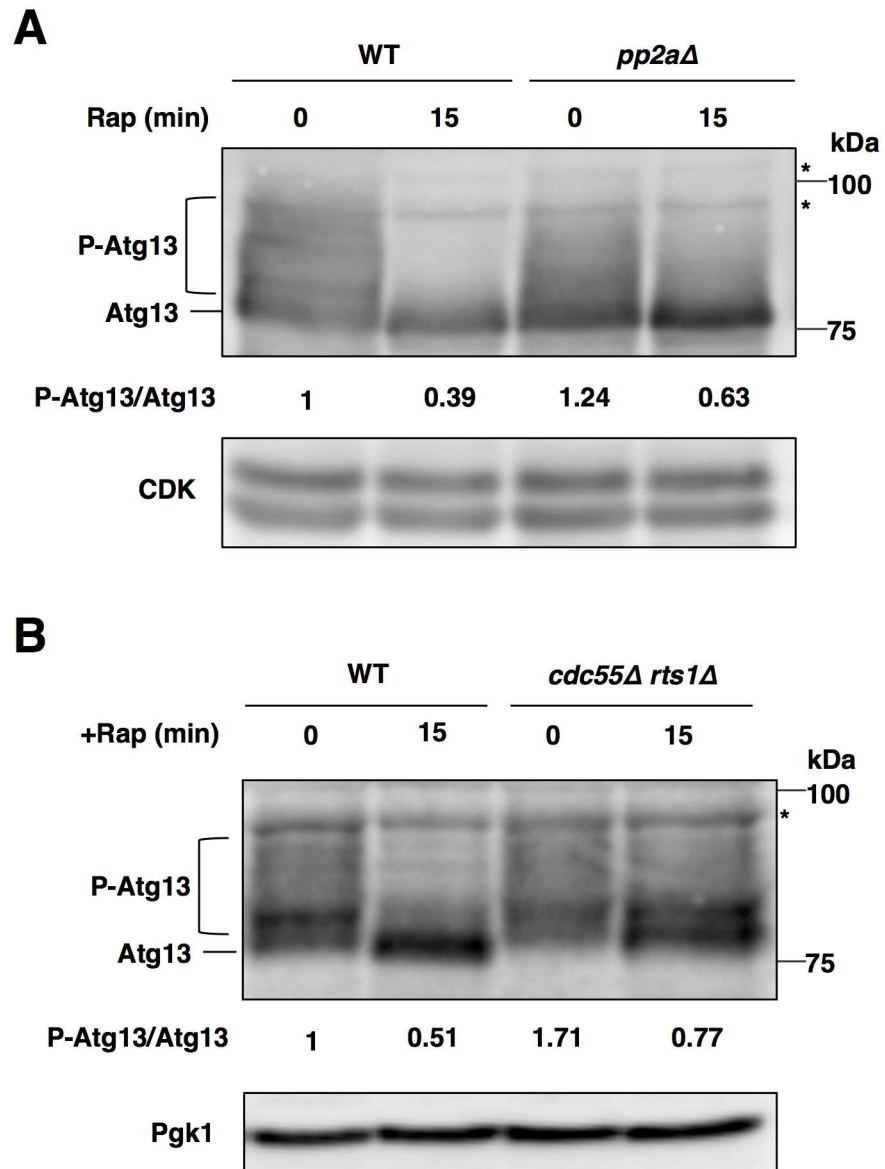 A
WT pp2aΔ
Rap (min) 0 15 0 15
kDa
*
100
*
P-Atg13
Atg13
75
P-Atg13/Atg13 1 0.39 1.24 0.63
CDK
B
WT cdc55Δ rts1Δ
+Rap (min) 0 15 0 15
kDa
100
*
P-Atg13
Atg13
75
P-Atg13/Atg13 1 0.51 1.71 0.77
Pgk1